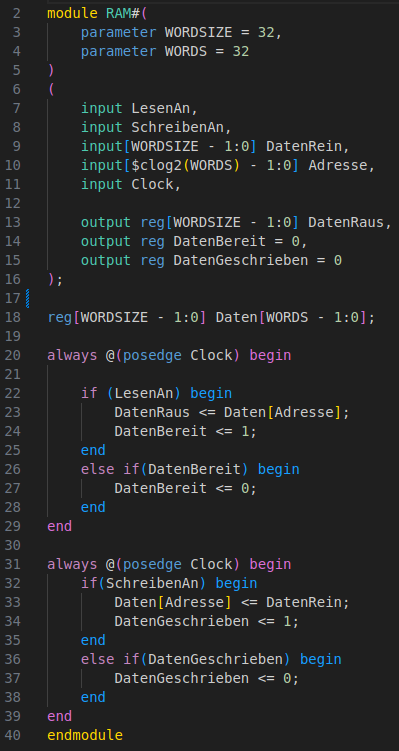 2 module RAM#(
3     parameter WORDSIZE = 32,
4     parameter WORDS = 32
5 )
6 (
7     input LesenAn,
8     input SchreibenAn,
9     input[WORDSIZE - 1:0] DatenRein,
10     input[$clog2(WORDS) - 1:0] Adresse,
11     input Clock,
12
13     output reg[WORDSIZE - 1:0] DatenRaus,
14     output reg DatenBereit = 0,
15     output reg DatenGeschrieben = 0
16 );
17
18 reg[WORDSIZE - 1:0] Daten[WORDS - 1:0];
19
20 always @(posedge Clock) begin
21
22     if (LesenAn) begin
23         DatenRaus <= Daten[Adresse];
24         DatenBereit <= 1;
25     end
26     else if(DatenBereit) begin
27         DatenBereit <= 0;
28     end
29 end
30
31 always @(posedge Clock) begin
32     if(SchreibenAn) begin
33         Daten[Adresse] <= DatenRein;
34         DatenGeschrieben <= 1;
35     end
36     else if(DatenGeschrieben) begin
37         DatenGeschrieben <= 0;
38     end
39 end
40 endmodule